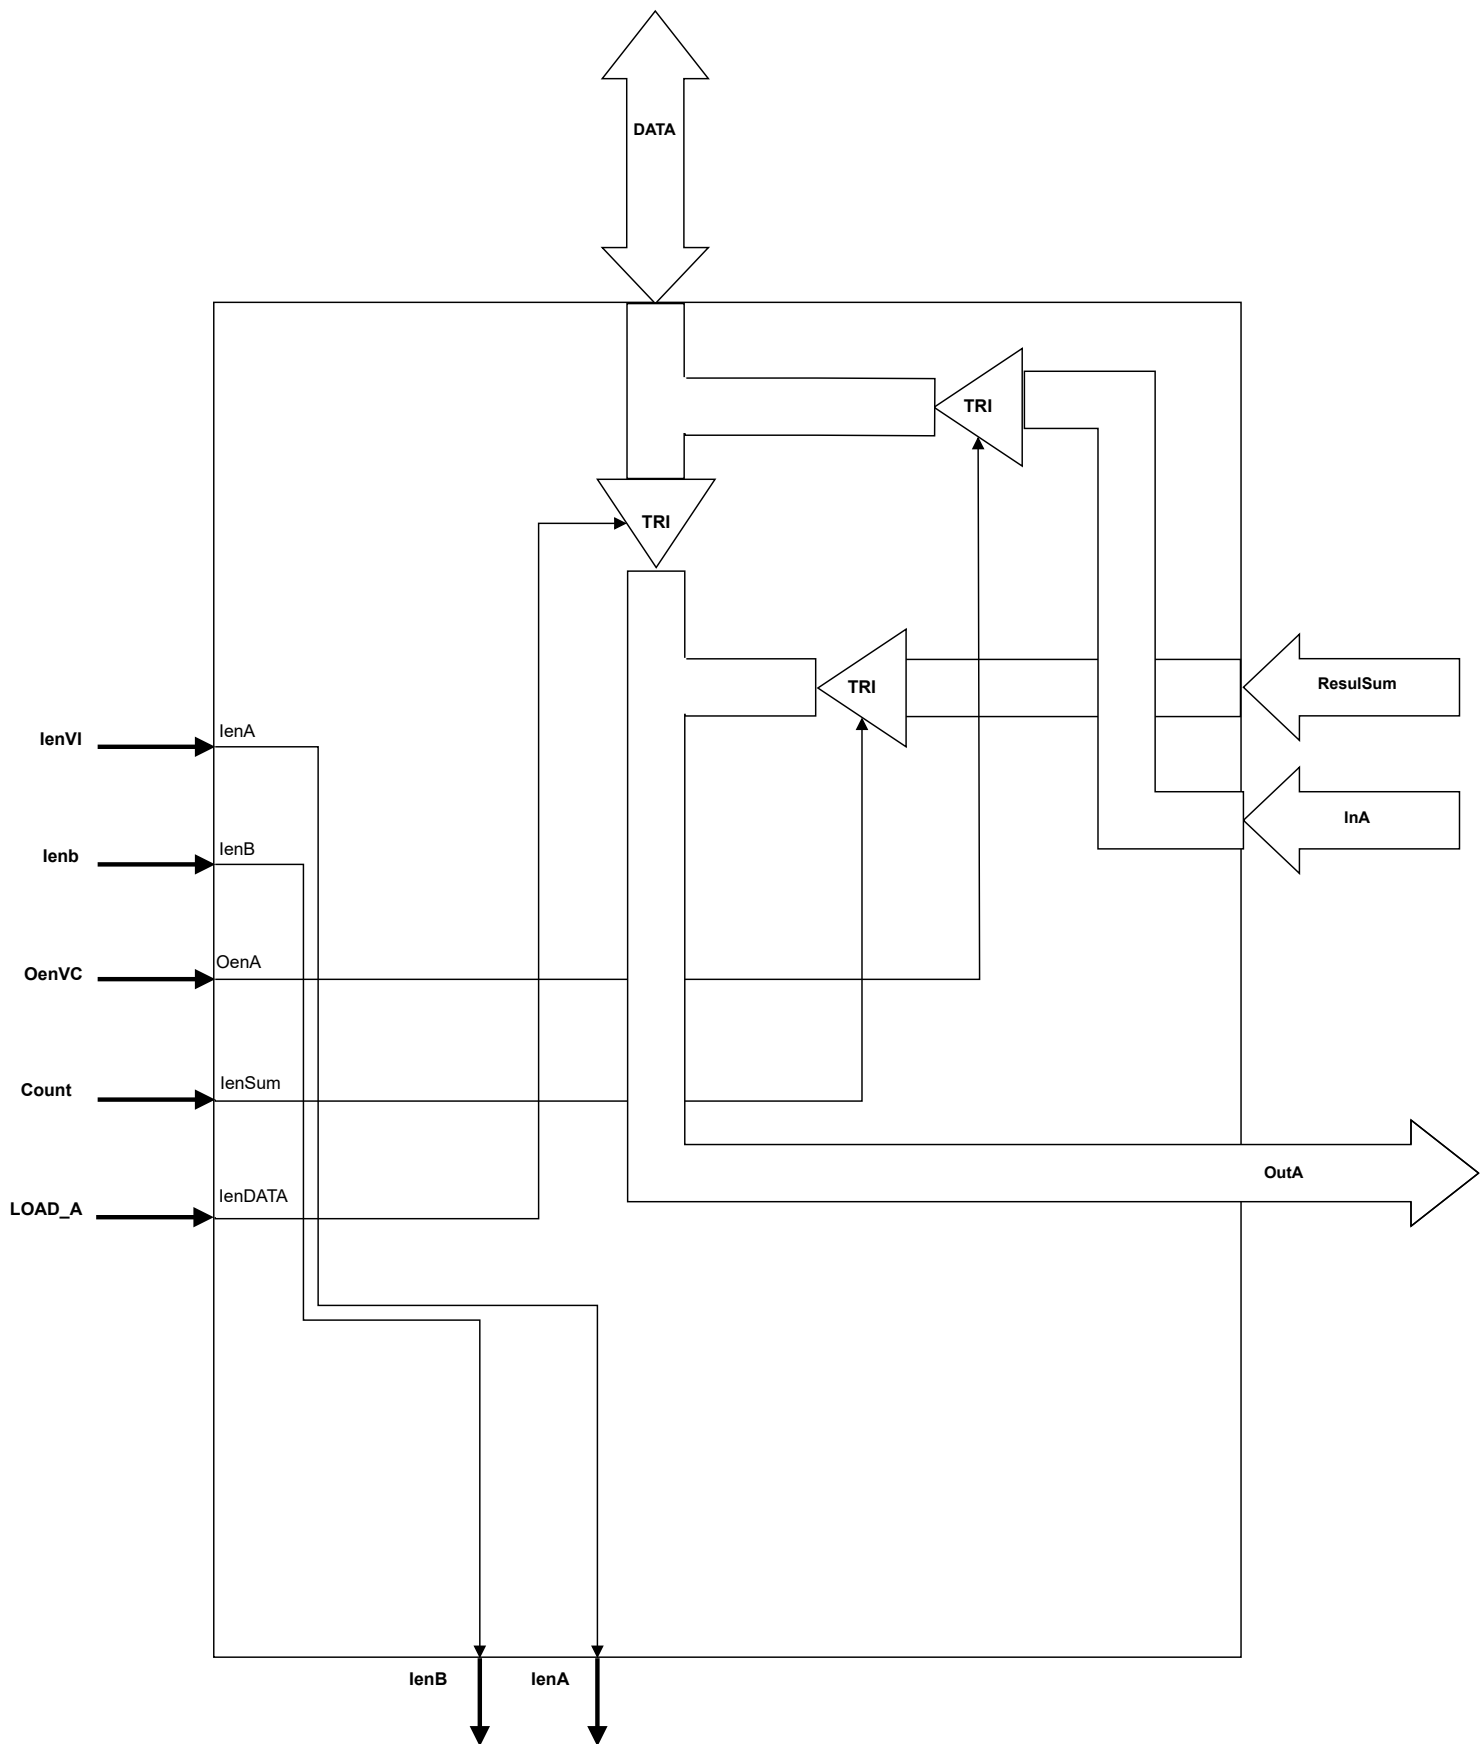 DATA
TRI
TRI
TRI
ResulSum
IenVI
IenA
InA
Ienb
IenB
OenVC
OenA
Count
IenSum
OutA
LOAD_A
IenDATA
IenB
IenA